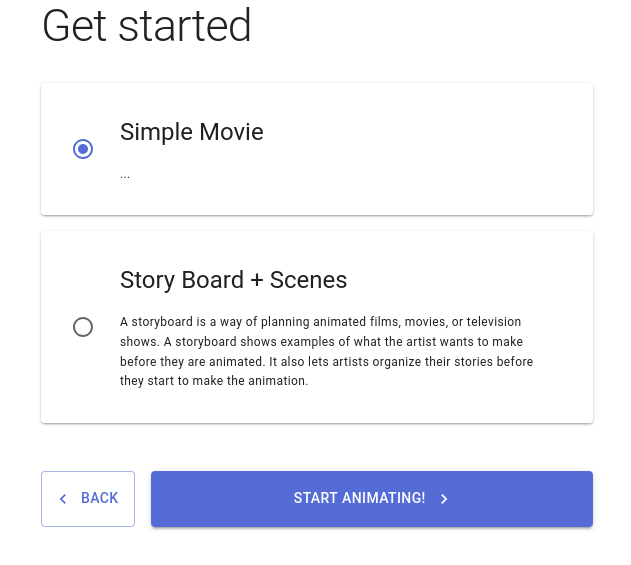 Get started
Simple Movie
...
Story Board + Scenes
A storyboard is a way of planning animated films, movies, or television
shows. A storyboard shows examples of what the artist wants to make
before they are animated. It also lets artists organize their stories before
they start to make the animation.
BACK
START ANIMATING!